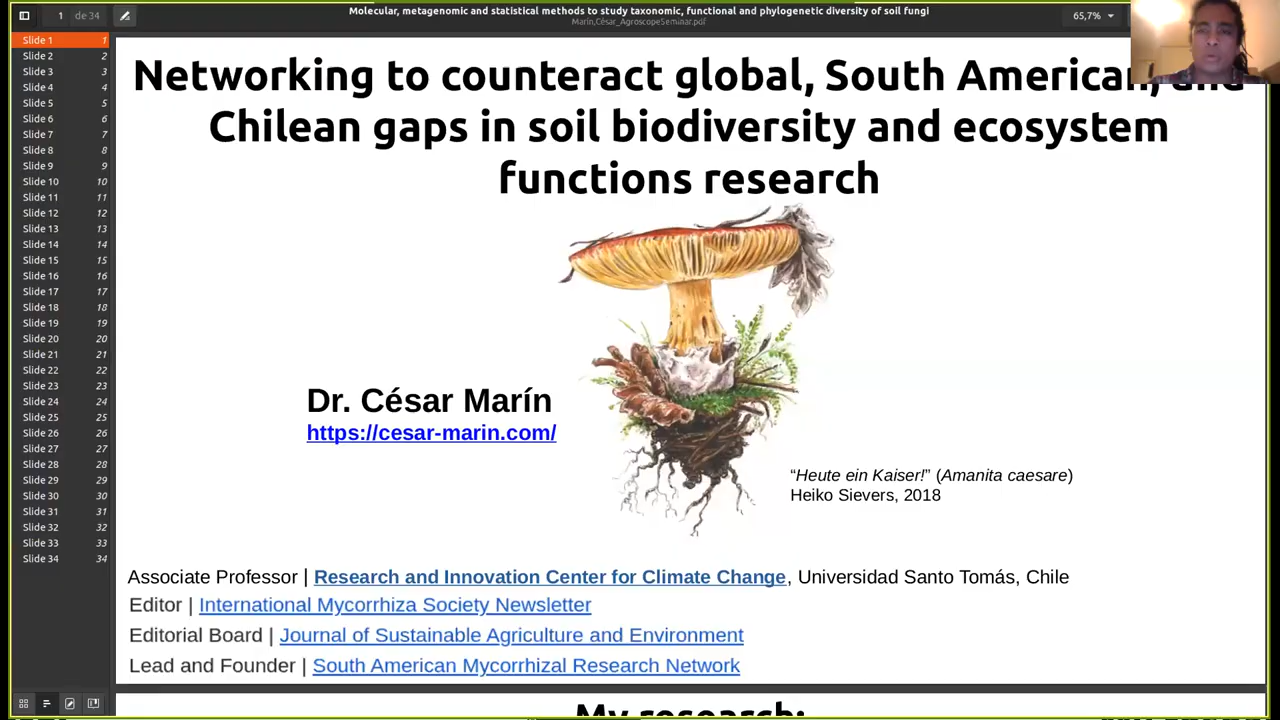 1 de 34
Molecular, metagenomic and statistical methods to study taxonomic, functional and phylogenetic diversity of soil fungi
Marín,César_AgroscopeSeminar.pdf
65,7%
Slide 1 1
Slide 2 2
Slide 3 3
Slide 4 4
Slide 5 5
Slide 6 6
Slide 7 7
Slide 8 8
Slide 9 9
Slide 10 10
Slide 11 11
Slide 12 12
Slide 13 13
Slide 14 14
Slide 15 15
Slide 16 16
Slide 17 17
Slide 18 18
Slide 19 19
Slide 20 20
Slide 21 21
Slide 22 22
Slide 23 23
Slide 24 24
Slide 25 25
Slide 26 26
Slide 27 27
Slide 28 28
Slide 29 29
Slide 30 30
Slide 31 31
Slide 32 32
Slide 33 33
Slide 34 34
Networking to counteract global, South American, and
Chilean gaps in soil biodiversity and ecosystem
functions research
Dr. César Marín
https://cesar-marin.com/
“Heute ein Kaiser!” (Amanita caesare)
Heiko Sievers, 2018
Associate Professor | Research and Innovation Center for Climate Change, Universidad Santo Tomás, Chile
Editor | International Mycorrhiza Society Newsletter
Editorial Board | Journal of Sustainable Agriculture and Environment
Lead and Founder | South American Mycorrhizal Research Network
My research: